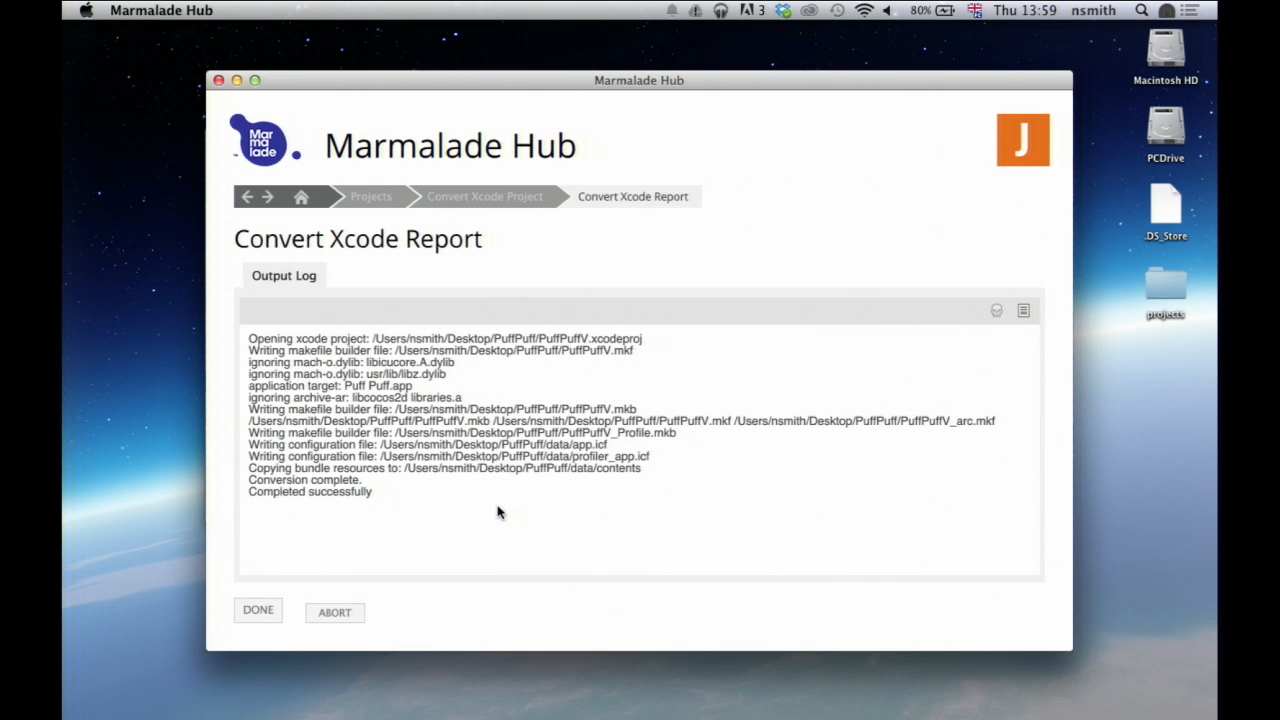 Marmalade Hub
3
80%
Thu 13:59
nsmith
Macintosh HD
PCDrive
.DS_Store
projects
Marmalade Hub
Mar
ma
lade
™
Marmalade Hub
J
Projects
Convert Xcode Project
Convert Xcode Report
Convert Xcode Report
Output Log
Opening xcode project: /Users/nsmith/Desktop/PuffPuff/PuffPuffV.xcodeproj
Writing makefile builder file: /Users/nsmith/Desktop/PuffPuff/PuffPuffV.mkf
ignoring mach-o.dylib: libicucore.A.dylib
ignoring mach-o.dylib: usr/lib/libz.dylib
application target: Puff Puff.app
ignoring archive-ar: libcocos2d libraries.a
Writing makefile builder file: /Users/nsmith/Desktop/PuffPuff/PuffPuffV.mkb
/Users/nsmith/Desktop/PuffPuff/PuffPuffV.mkb /Users/nsmith/Desktop/PuffPuff/PuffPuffV.mkf /Users/nsmith/Desktop/PuffPuff/PuffPuffV_arc.mkf
Writing makefile builder file: /Users/nsmith/Desktop/PuffPuff/PuffPuffV_Profile.mkb
Writing configuration file: /Users/nsmith/Desktop/PuffPuff/data/app.icf
Writing configuration file: /Users/nsmith/Desktop/PuffPuff/data/profiler_app.icf
Copying bundle resources to: /Users/nsmith/Desktop/PuffPuff/data/contents
Conversion complete.
Completed successfully
DONE
ABORT